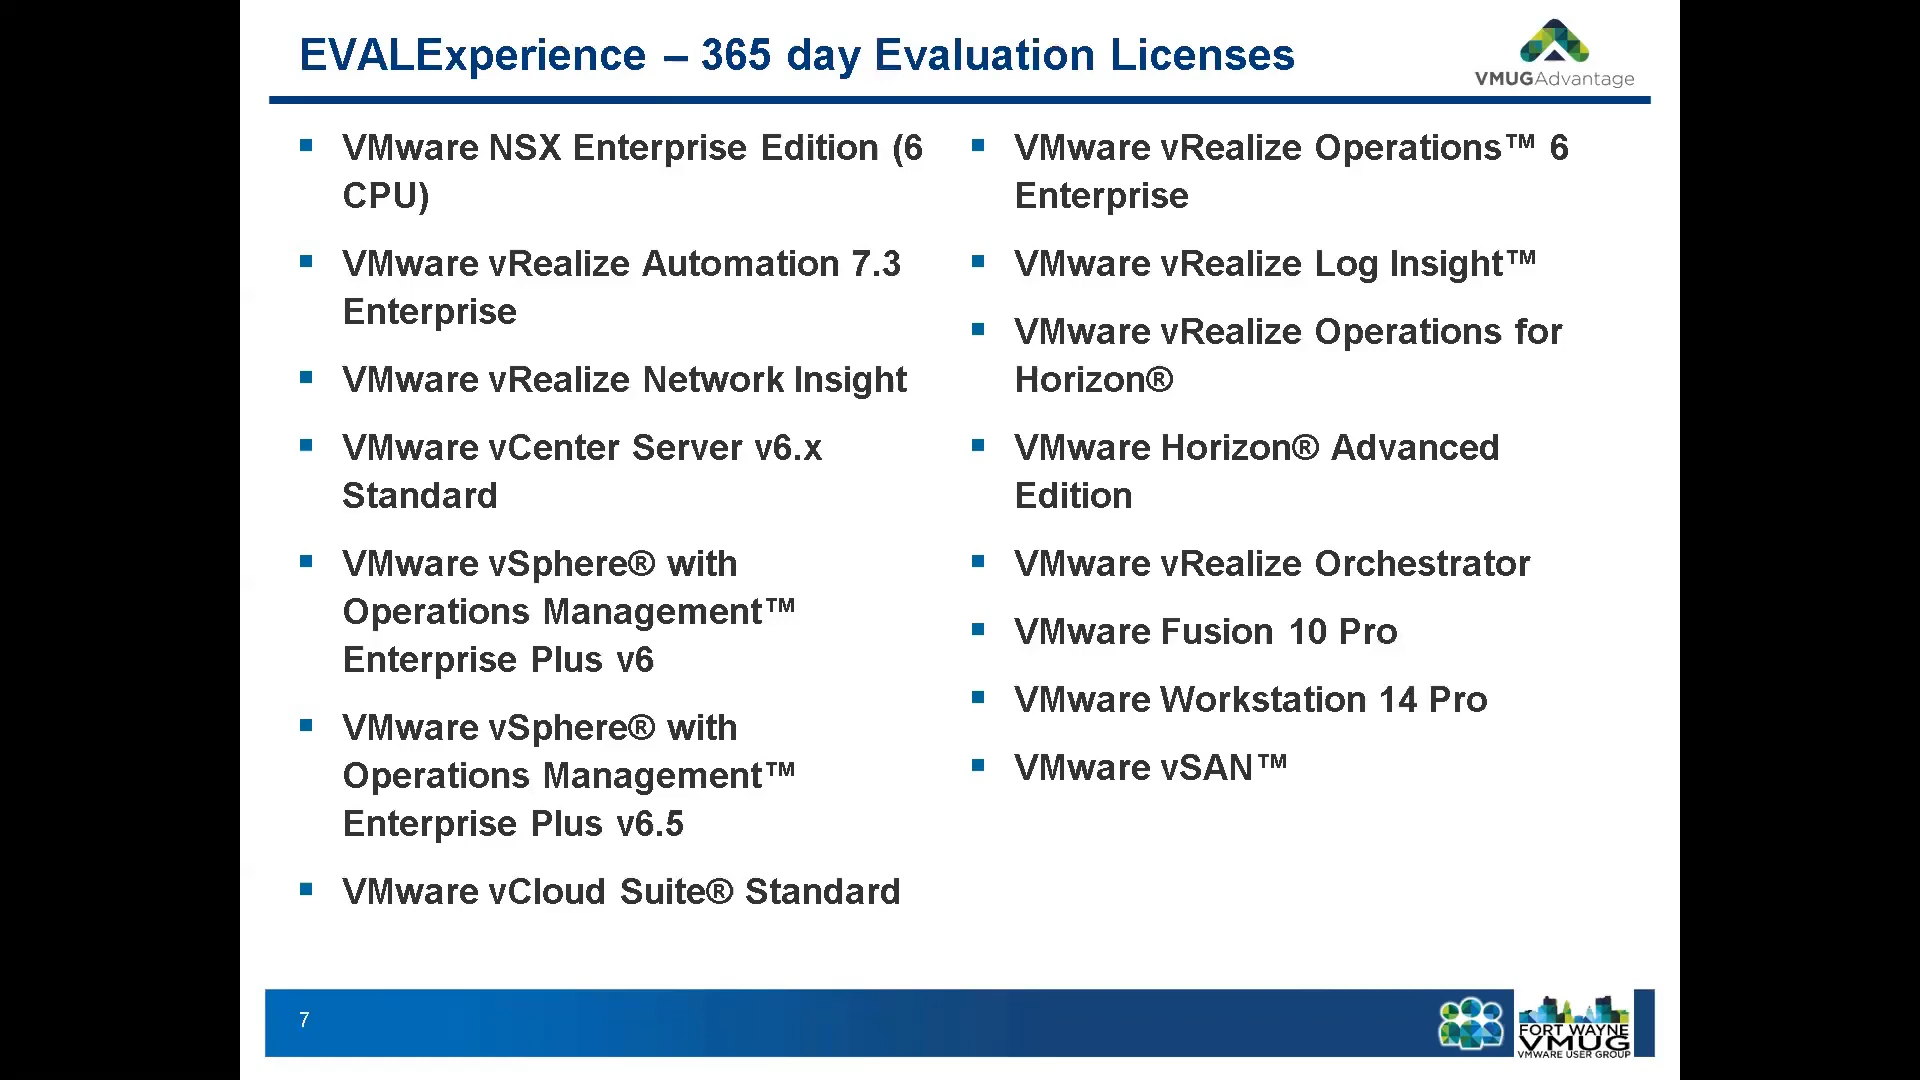 EVALExperience – 365 day Evaluation Licenses
VMUGAdvantage
VMware NSX Enterprise Edition (6
CPU)
VMware vRealize Automation 7.3
Enterprise
VMware vRealize Network Insight
VMware vCenter Server v6.x
Standard
VMware vSphere® with
Operations Management™
Enterprise Plus v6
VMware vSphere® with
Operations Management™
Enterprise Plus v6.5
VMware vCloud Suite® Standard
VMware vRealize Operations™ 6
Enterprise
VMware vRealize Log Insight™
VMware vRealize Operations for
Horizon®
VMware Horizon® Advanced
Edition
VMware vRealize Orchestrator
VMware Fusion 10 Pro
VMware Workstation 14 Pro
VMware vSAN™
7
FORT WAYNE
VMUG
VMWARE USER GROUP